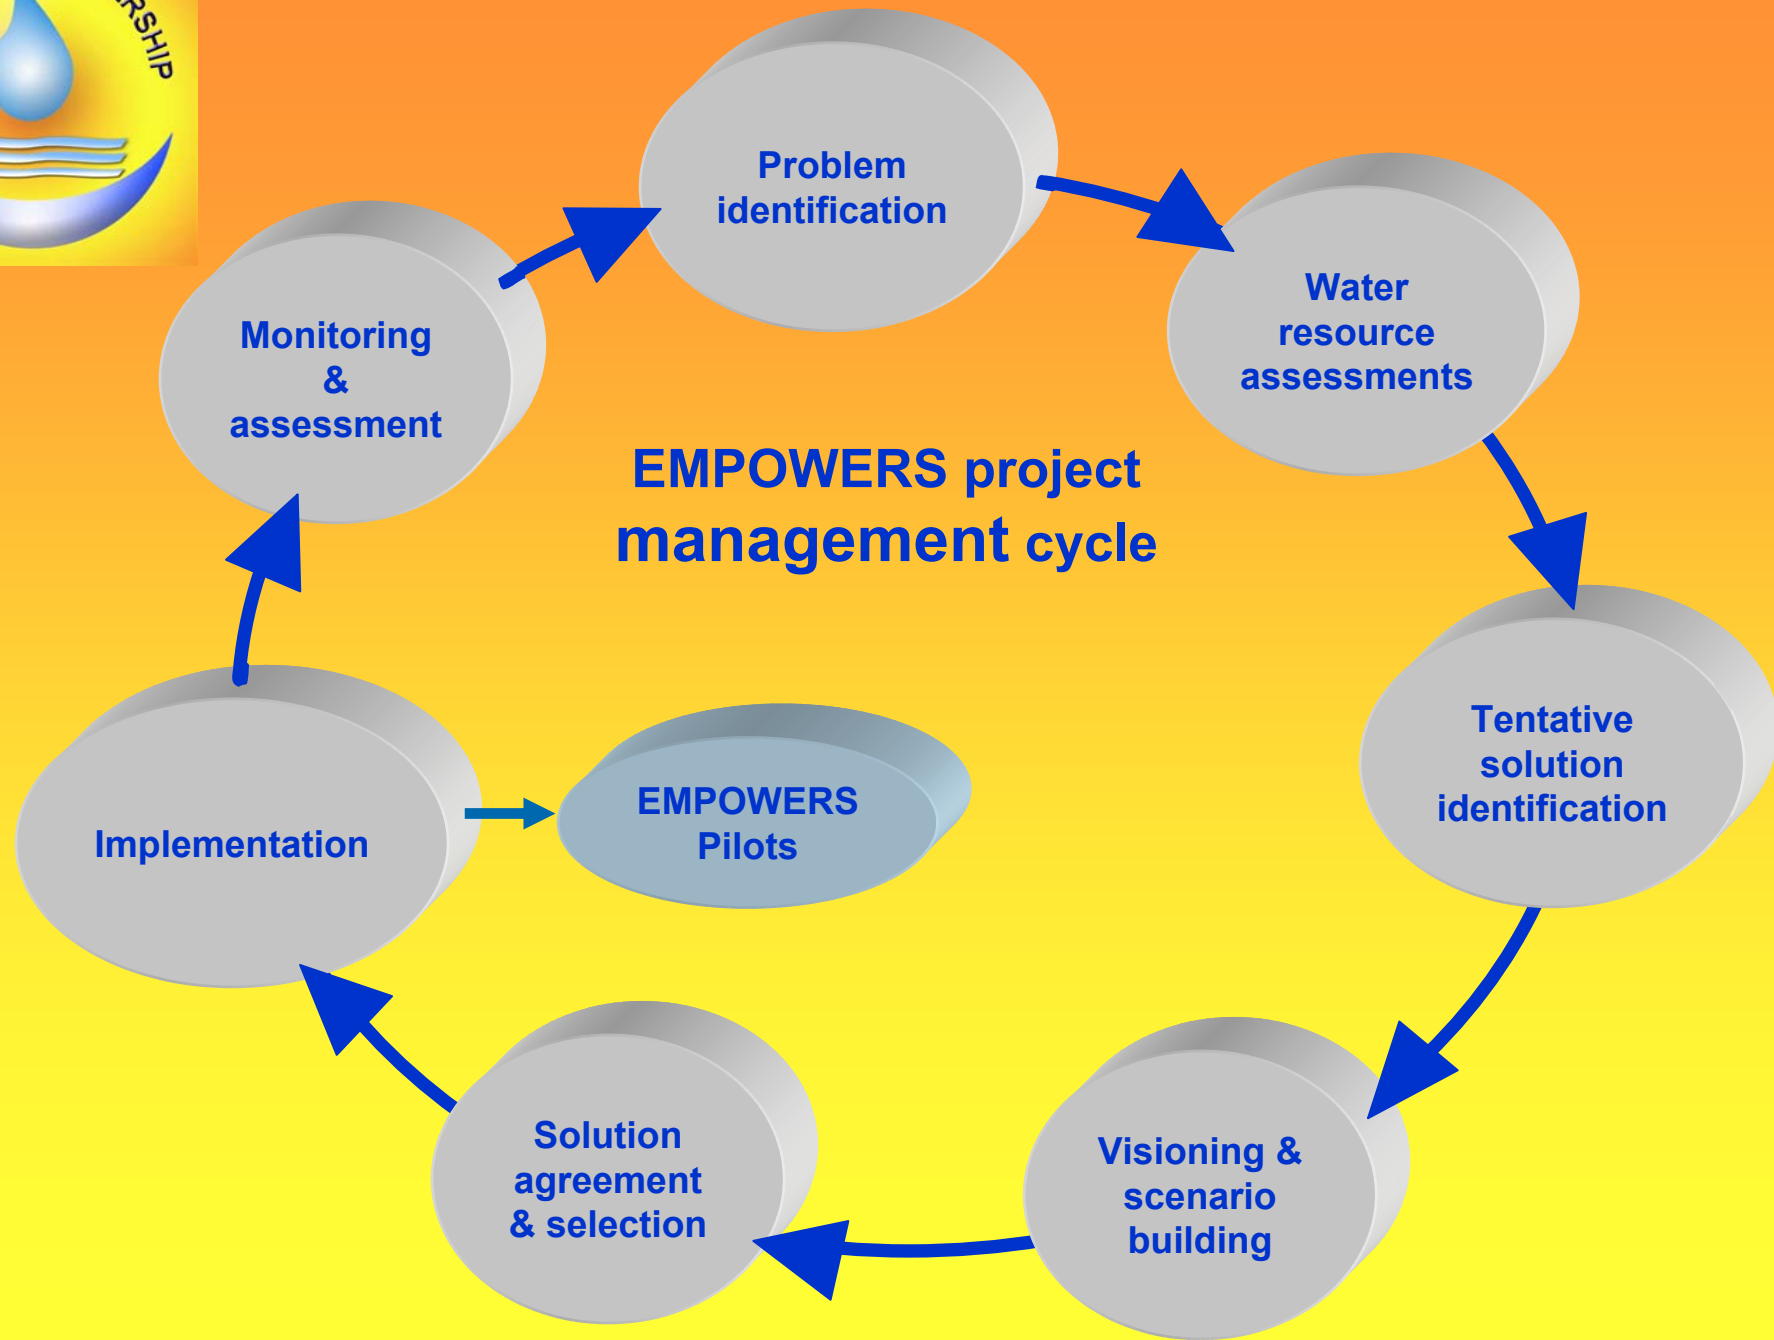 Problem
identification
Water
resource
assessments
Tentative
solution
identification
Visioning &
scenario
building
Solution
agreement
& selection
Implementation
EMPOWERS
Pilots
Monitoring
&
assessment
EMPOWERS project
management cycle